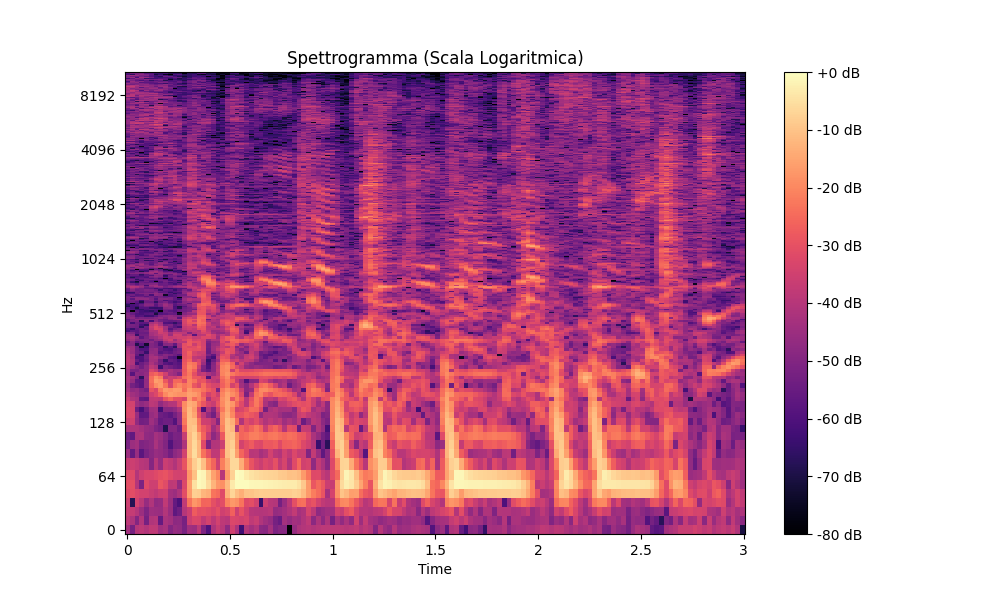 Spettrogramma (Scala Logaritmica)
Hz
8192
4096
2048
1024
512
256
128
64
0
0
0.5
1
1.5
2
2.5
3
Time
+0 dB
-10 dB
-20 dB
-30 dB
-40 dB
-50 dB
-60 dB
-70 dB
-80 dB